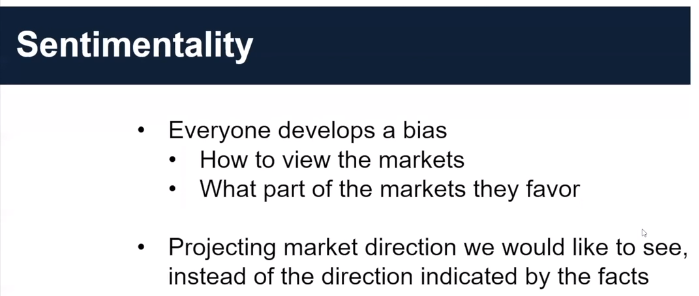 Sentimentality
• Everyone develops a bias
• How to view the markets
• What part of the markets they favor
• Projecting market direction we would like to see,
instead of the direction indicated by the facts